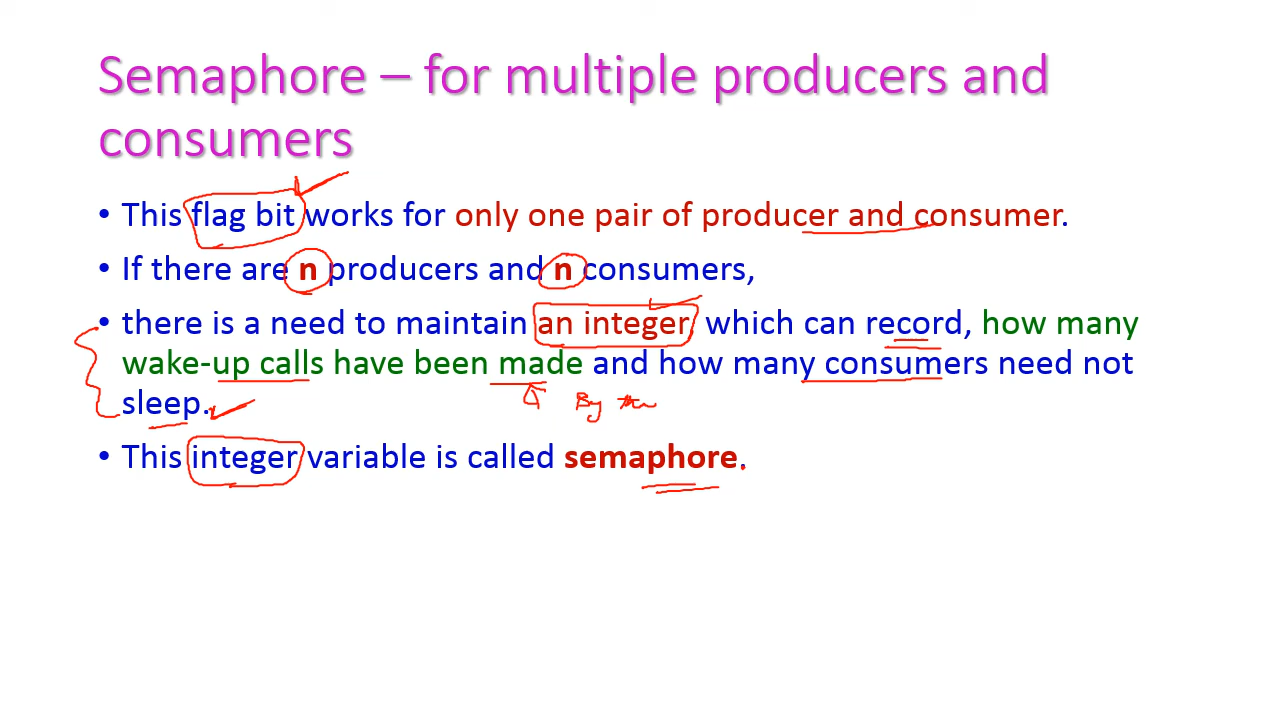 Semaphore – for multiple producers and
consumers
• This flag bit works for only one pair of producer and consumer.
• If there are n producers and n consumers,
• there is a need to maintain an integer which can record, how many
wake-up calls have been made and how many consumers need not
sleep.
By the
• This integer variable is called semaphore.